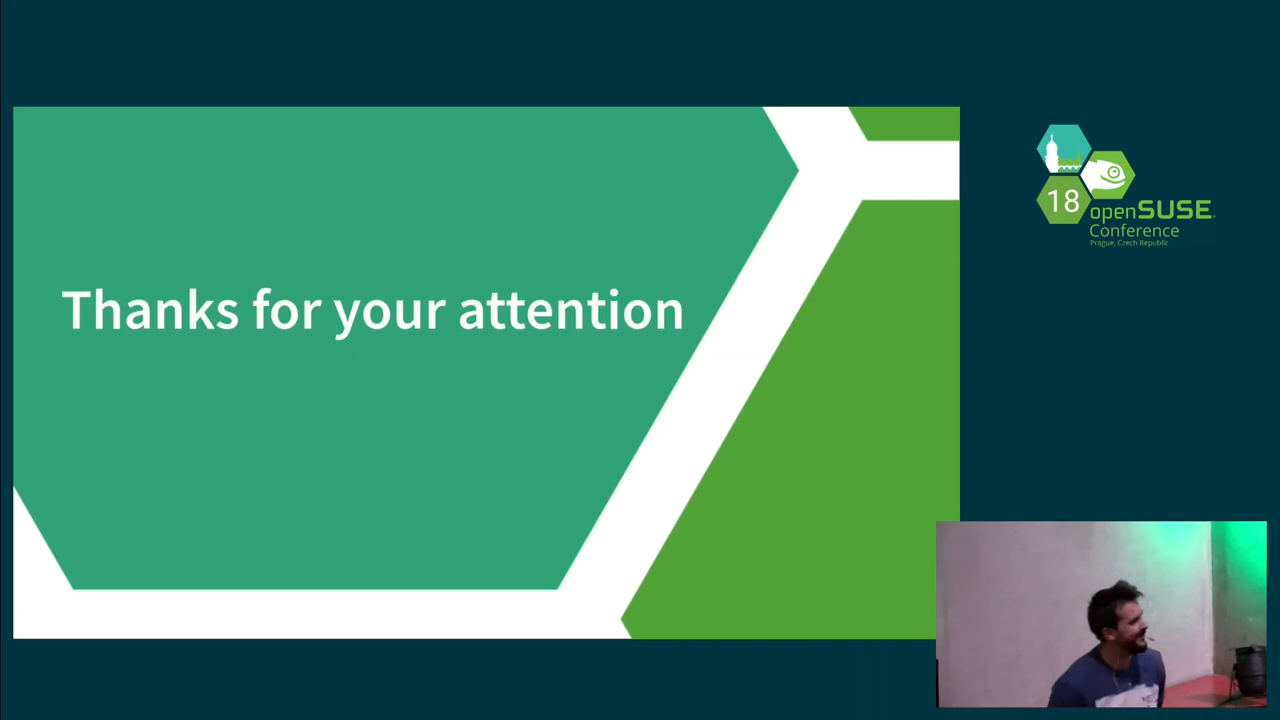 Thanks for your attention
18
openSUSE
Conference
Prague, Czech Republic